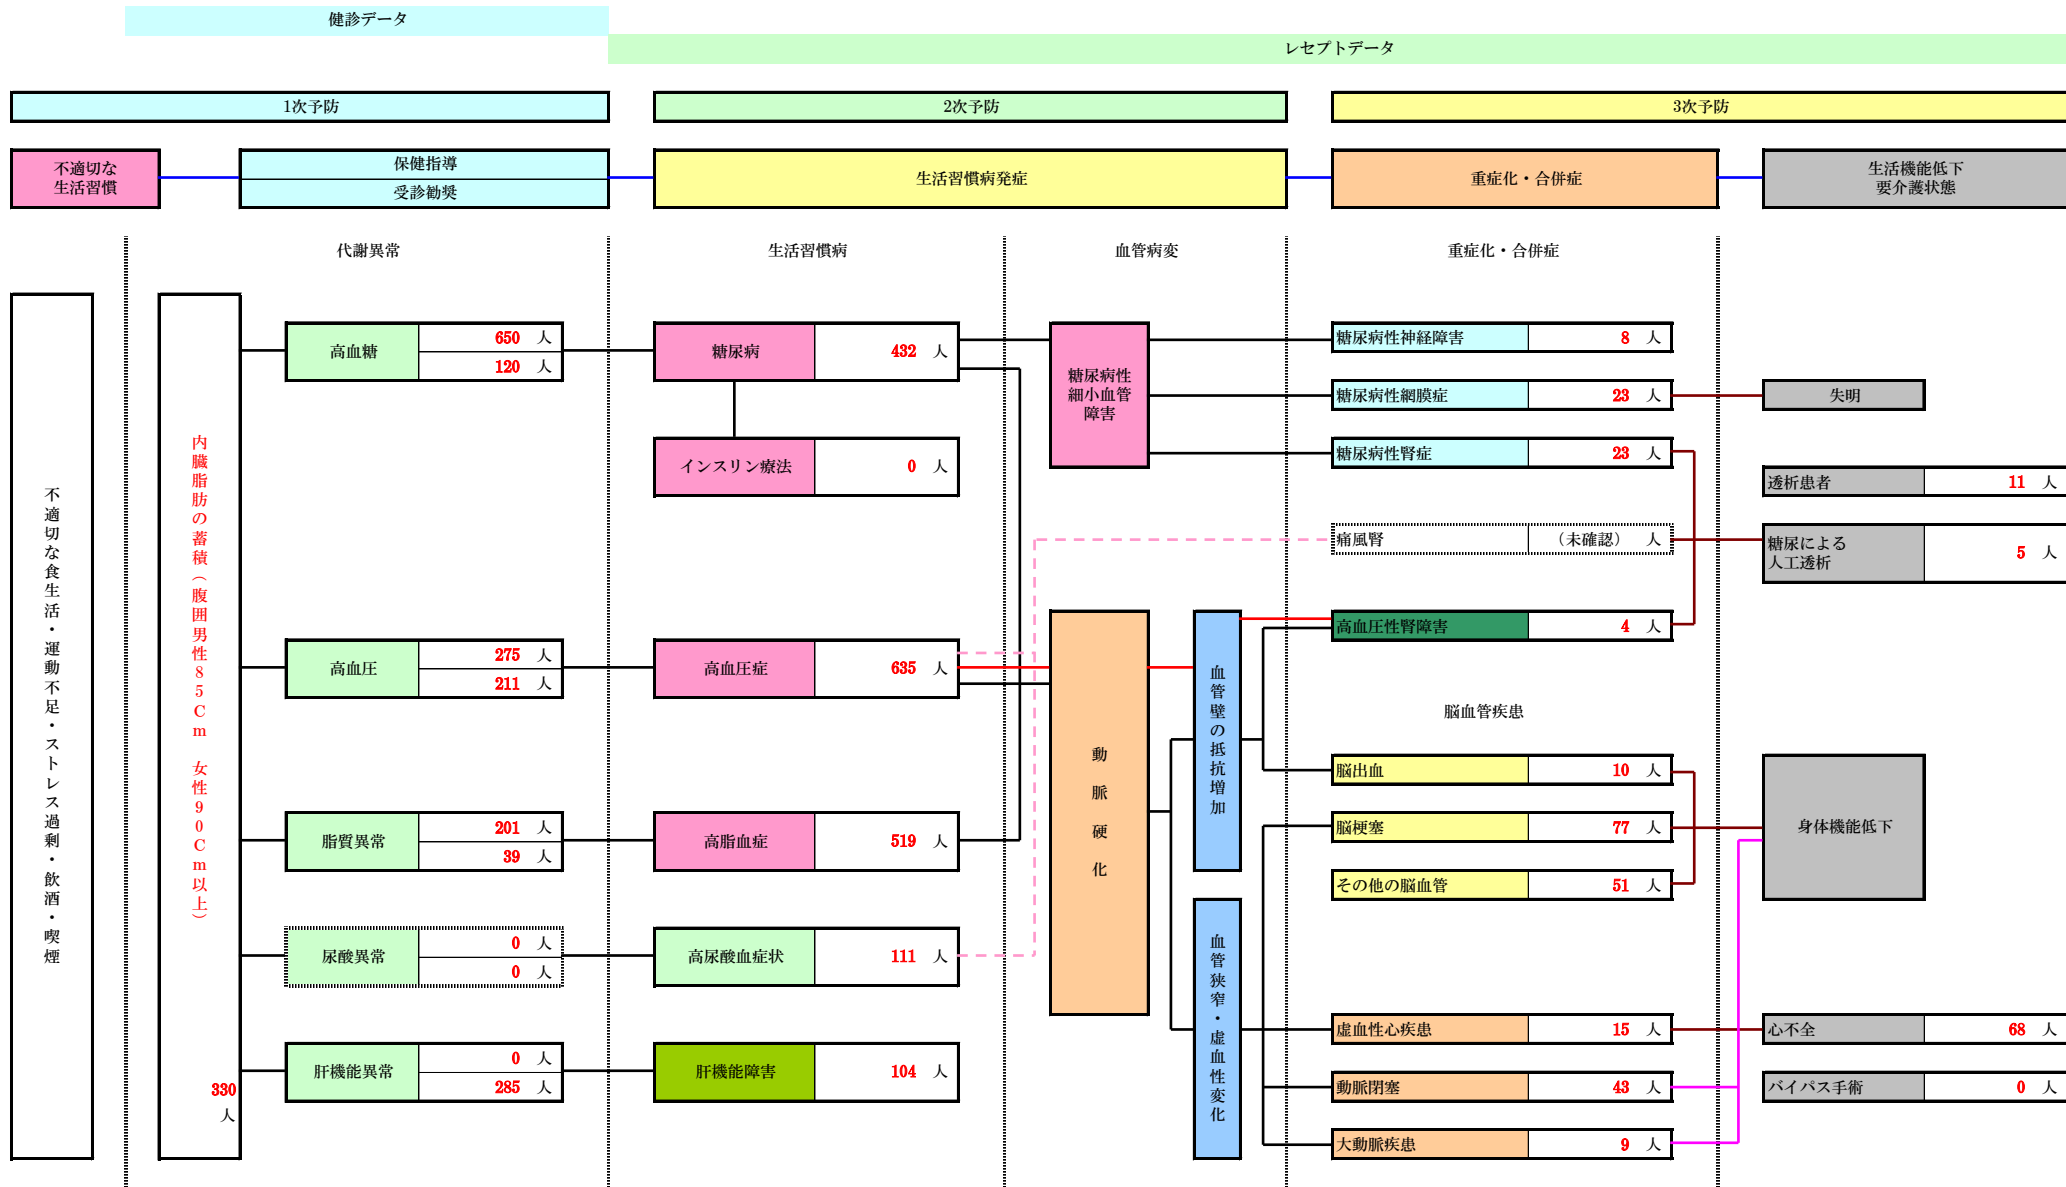 健診データ
レセプトデータ
1次予防
2次予防
3次予防
不適切な
生活習慣
保健指導
受診勧奨
生活習慣病発症
重症化・合併症
生活機能低下
要介護状態
代謝異常
生活習慣病
血管病変
重症化・合併症
不適切な食生活・運動不足・ストレス過剰・飲酒・喫煙
内臓脂肪の蓄積（腹囲男性85Cm 女性90Cm以上）
330
人
高血糖
650 人
120 人
高血圧
275 人
211 人
脂質異常
201 人
39 人
尿酸異常
0 人
0 人
肝機能異常
0 人
285 人
糖尿病 432 人
インスリン療法 0 人
高血圧症 635 人
高脂血症 519 人
高尿酸血症状 111 人
肝機能障害 104 人
糖尿病性
細小血管
障害
動脈硬化
血管壁の抵抗増加
血管狭窄・虚血性変化
糖尿病性神経障害 8 人
糖尿病性網膜症 23 人
糖尿病性腎症 23 人
痛風腎 （未確認） 人
高血圧性腎障害 4 人
脳血管疾患
脳出血 10 人
脳梗塞 77 人
その他の脳血管 51 人
虚血性心疾患 15 人
動脈閉塞 43 人
大動脈疾患 9 人
失明
透析患者 11 人
糖尿による
人工透析
5 人
身体機能低下
心不全 68 人
バイパス手術 0 人